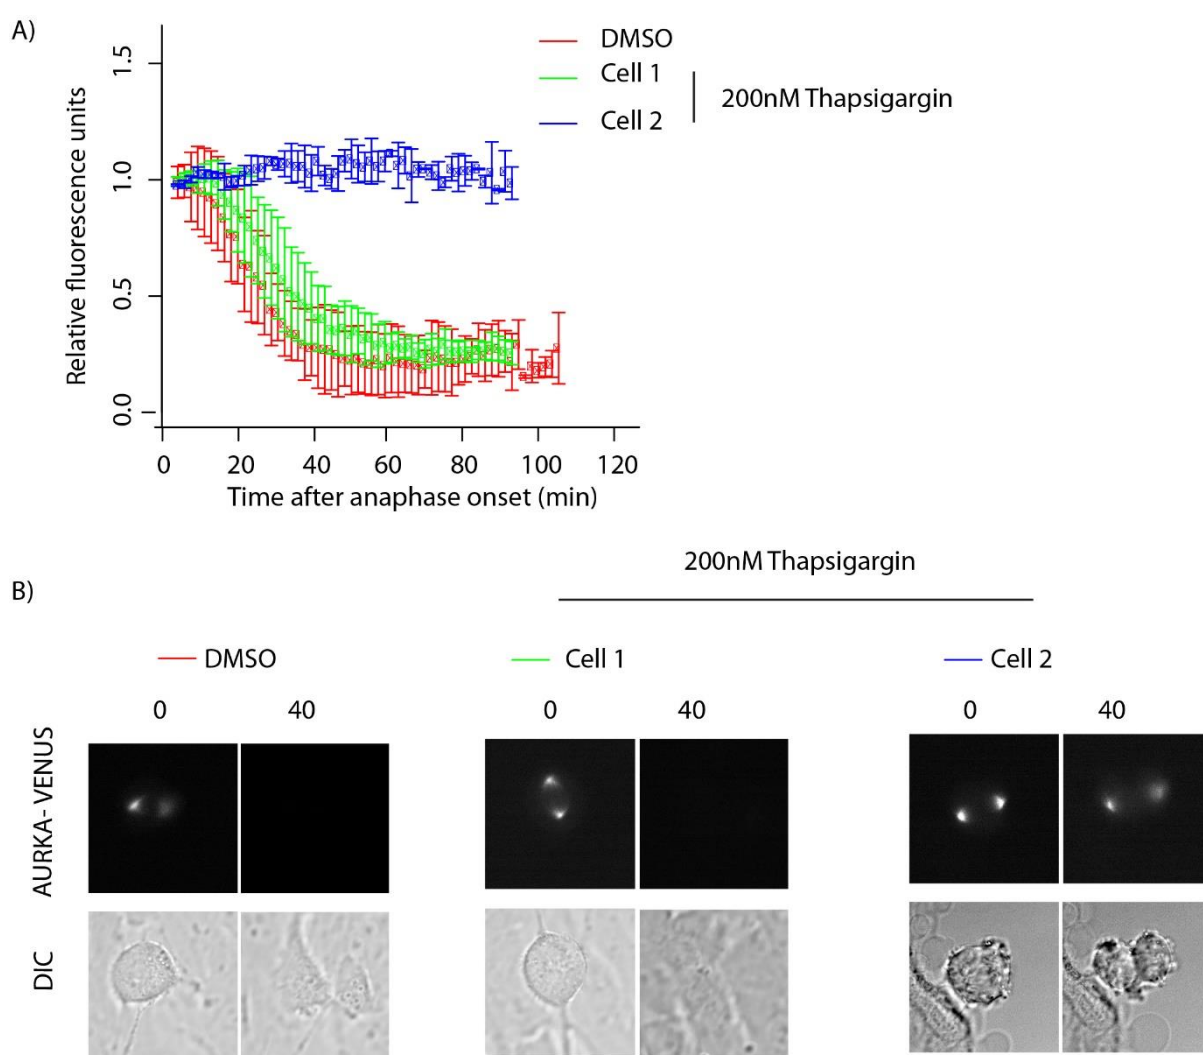 A)
DMSO
Cell 1
Cell 2
200nM Thapsigargin
Relative fluorescence units
1.5
1.0
0.5
0.0
0 20 40 60 80 100 120
Time after anaphase onset (min)
200nM Thapsigargin
B)
DMSO Cell 1 Cell 2
0 40 0 40 0 40
AURKA- VENUS
DIC